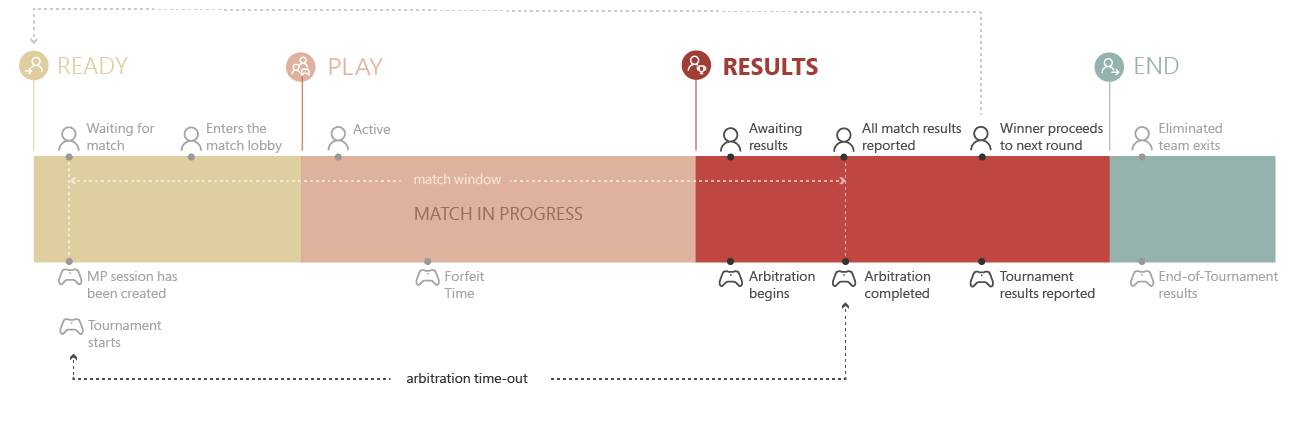 READY
PLAY
RESULTS
END
Waiting for
match
Enters the
match lobby
Active
Awaiting
results
All match results
reported
Winner proceeds
to next round
Eliminated
team exits
match window
MATCH IN PROGRESS
MP session has
been created
Forfeit
Time
Arbitration
begins
Arbitration
completed
Tournament
results reported
End-of-Tournament
results
Tournament
starts
arbitration time-out